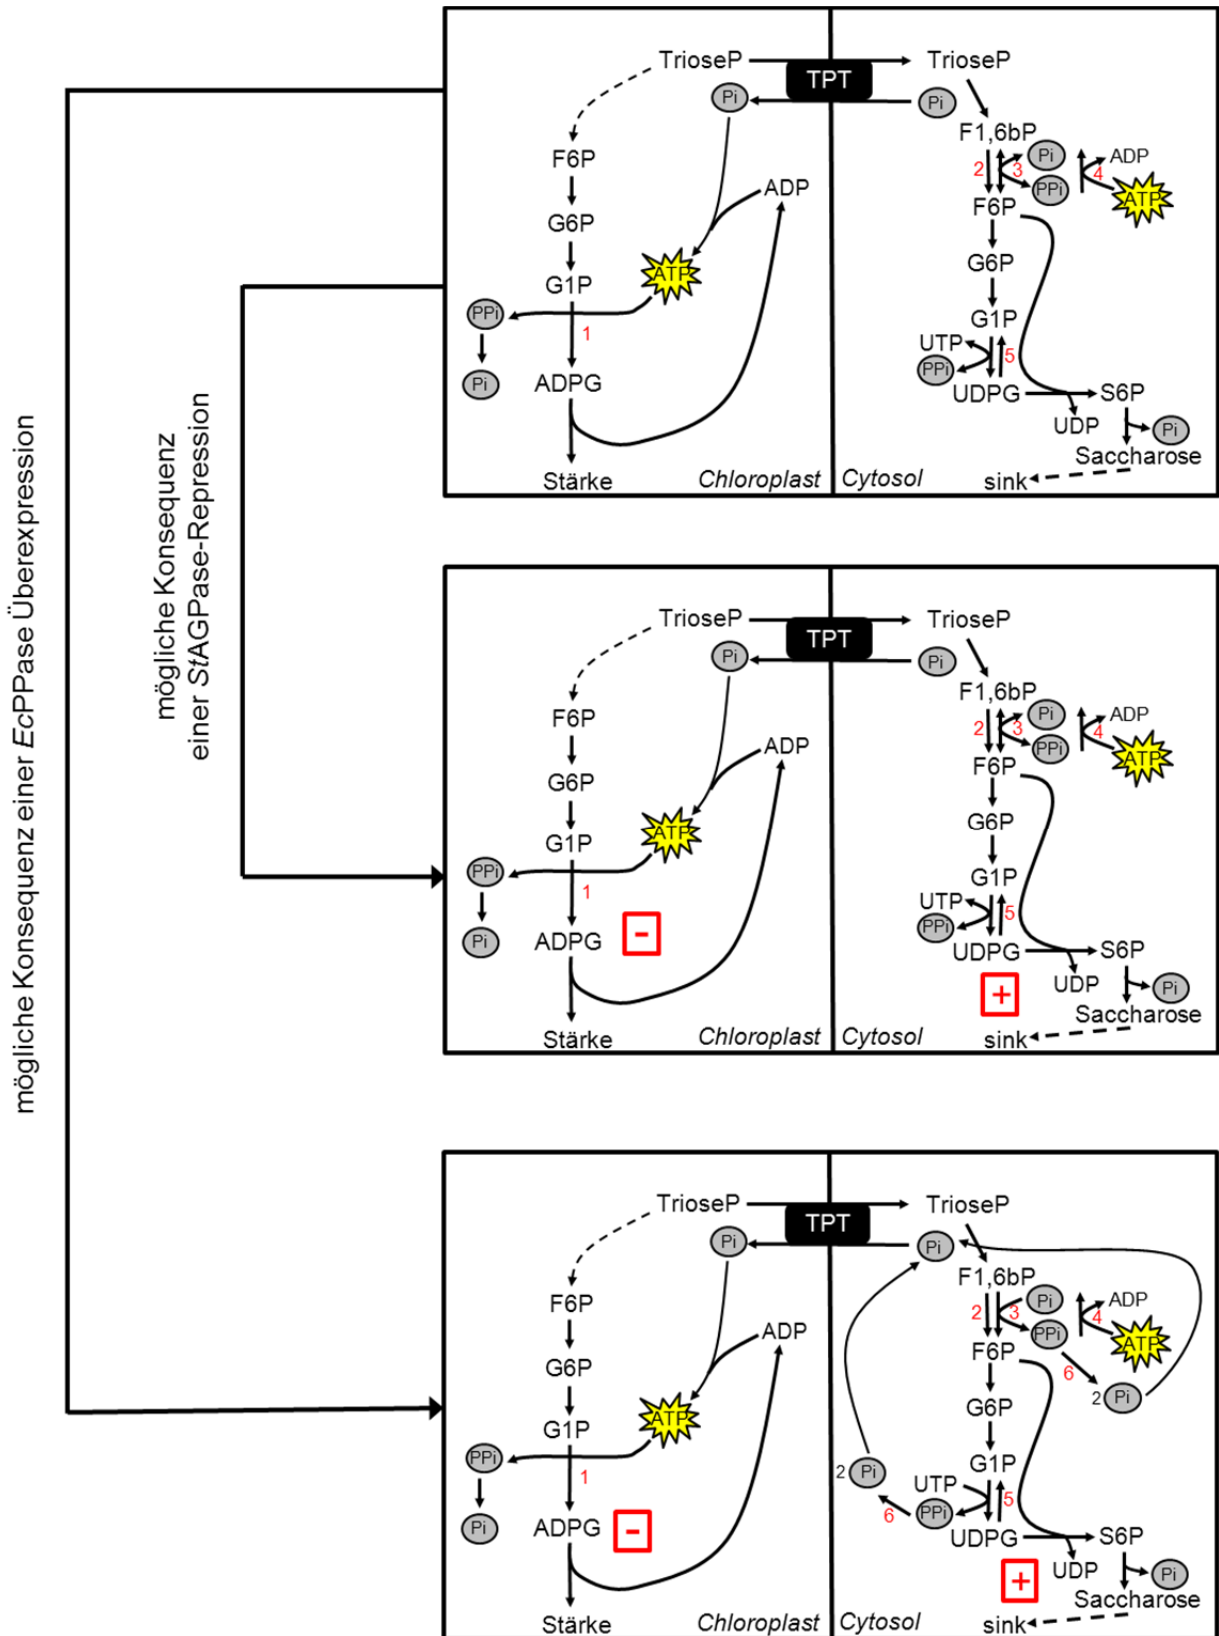 mögliche Konsequenz einer EcPPase Überexpression
mögliche Konsequenz
einer StAGPase-Repression
TrioseP
TPT
TrioseP
Pi
Pi
F1,6bP
F6P
2
3
Pi
PPi
4
ADP
ATP
ADP
F6P
G6P
G6P
ATP
G1P
G1P
PPi
1
UTP
5
PPi
Pi
ADPG
UDPG
S6P
UDP
Pi
Saccharose
Stärke
Chloroplast
Cytosol
sink
TrioseP
TPT
TrioseP
Pi
Pi
F1,6bP
F6P
2
3
Pi
PPi
4
ADP
ATP
ADP
F6P
G6P
G6P
ATP
G1P
G1P
PPi
1
UTP
5
PPi
Pi
ADPG
-
UDPG
S6P
+
UDP
Pi
Saccharose
Stärke
Chloroplast
Cytosol
sink
TrioseP
TPT
TrioseP
Pi
Pi
F1,6bP
F6P
2
3
Pi
PPi
4
ADP
ATP
ADP
F6P
6
2 Pi
G6P
G6P
ATP
G1P
G1P
PPi
1
2 Pi
UTP
5
6
PPi
Pi
ADPG
-
UDPG
S6P
+
UDP
Pi
Saccharose
Stärke
Chloroplast
Cytosol
sink